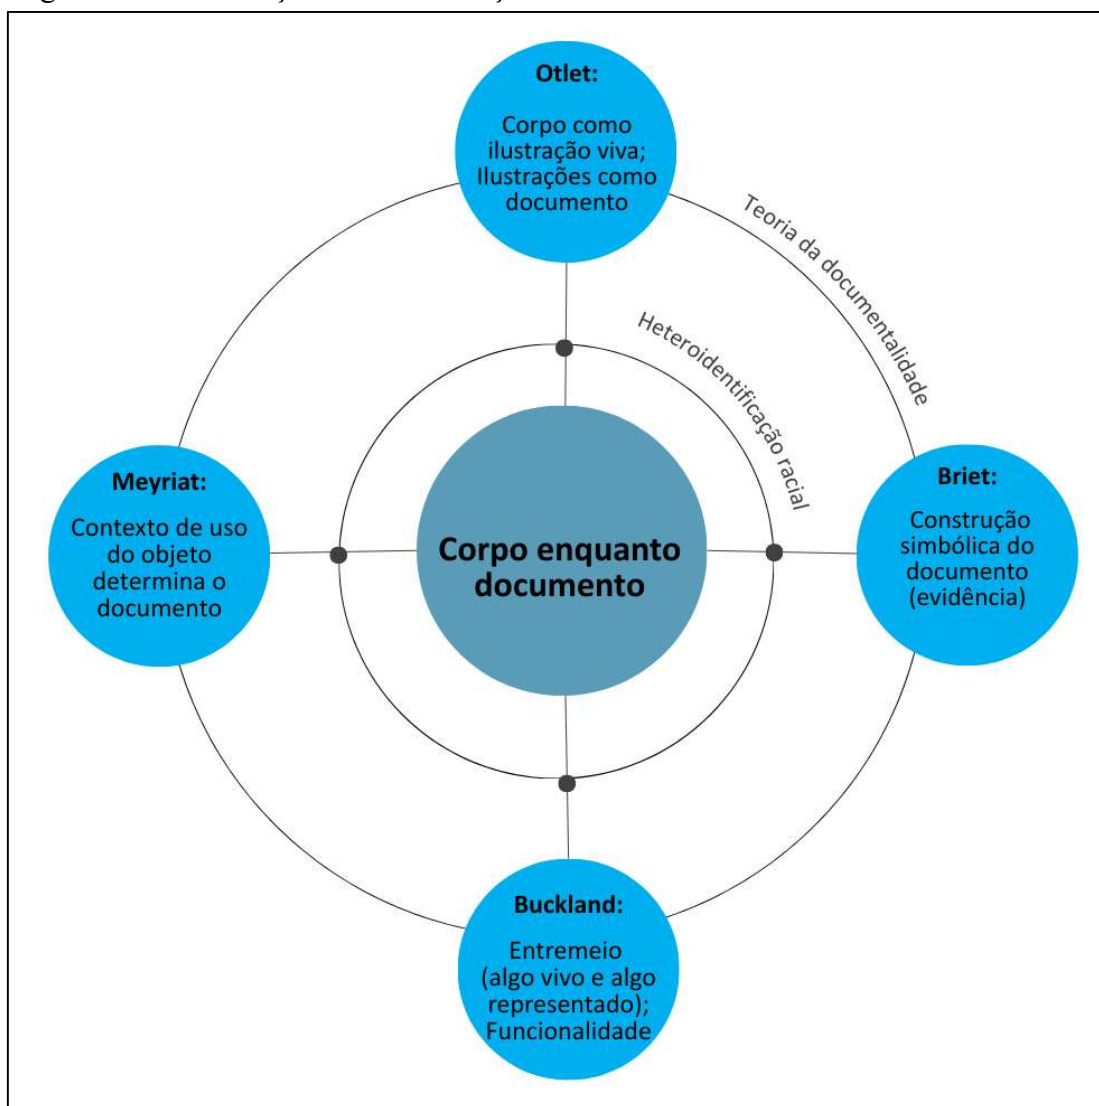 Otlet:
Corpo como
ilustração viva;
Ilustrações como
documento
Teoria da documentalidade
Heteroidentificação racial
Meyriat:
Contexto de uso
do objeto
determina o
documento
Corpo enquanto
documento
Briet:
Construção
simbólica do
documento
(evidência)
Buckland:
Entremeio
(algo vivo e algo
representado);
Funcionalidade